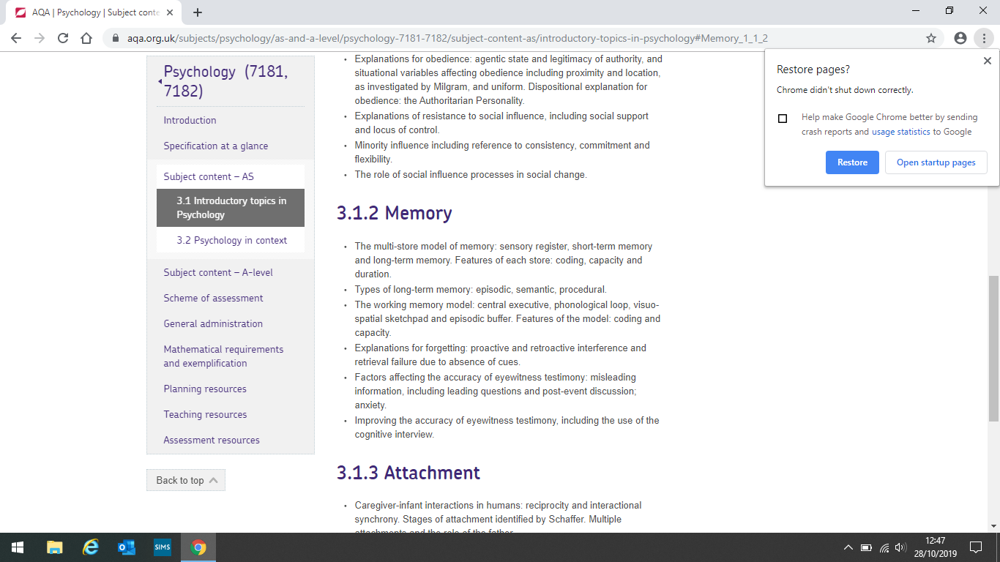 AQA | Psychology | Subject conte
aqa.org.uk/subjects/psychology/as-and-a-level/psychology-7181-7182/subject-content-as/introductory-topics-in-psychology#Memory_1_1_2
Restore pages?
Chrome didn't shut down correctly.
Help make Google Chrome better by sending
crash reports and usage statistics to Google
Restore
Open startup pages
Psychology (7181,
7182)
Introduction
Specification at a glance
Subject content – AS
3.1 Introductory topics in
Psychology
3.2 Psychology in context
Subject content – A-level
Scheme of assessment
General administration
Mathematical requirements
and exemplification
Planning resources
Teaching resources
Assessment resources
Back to top
• Explanations for obedience: agentic state and legitimacy of authority, and
situational variables affecting obedience including proximity and location,
as investigated by Milgram, and uniform. Dispositional explanation for
obedience: the Authoritarian Personality.
• Explanations of resistance to social influence, including social support
and locus of control.
• Minority influence including reference to consistency, commitment and
flexibility.
• The role of social influence processes in social change.
3.1.2 Memory
• The multi-store model of memory: sensory register, short-term memory
and long-term memory. Features of each store: coding, capacity and
duration.
• Types of long-term memory: episodic, semantic, procedural.
• The working memory model: central executive, phonological loop, visuo-
spatial sketchpad and episodic buffer. Features of the model: coding and
capacity.
• Explanations for forgetting: proactive and retroactive interference and
retrieval failure due to absence of cues.
• Factors affecting the accuracy of eyewitness testimony: misleading
information, including leading questions and post-event discussion;
anxiety.
• Improving the accuracy of eyewitness testimony, including the use of the
cognitive interview.
3.1.3 Attachment
• Caregiver-infant interactions in humans: reciprocity and interactional
synchrony. Stages of attachment identified by Schaffer. Multiple
attachments and the role of the father.
SIMS
12:47
28/10/2019